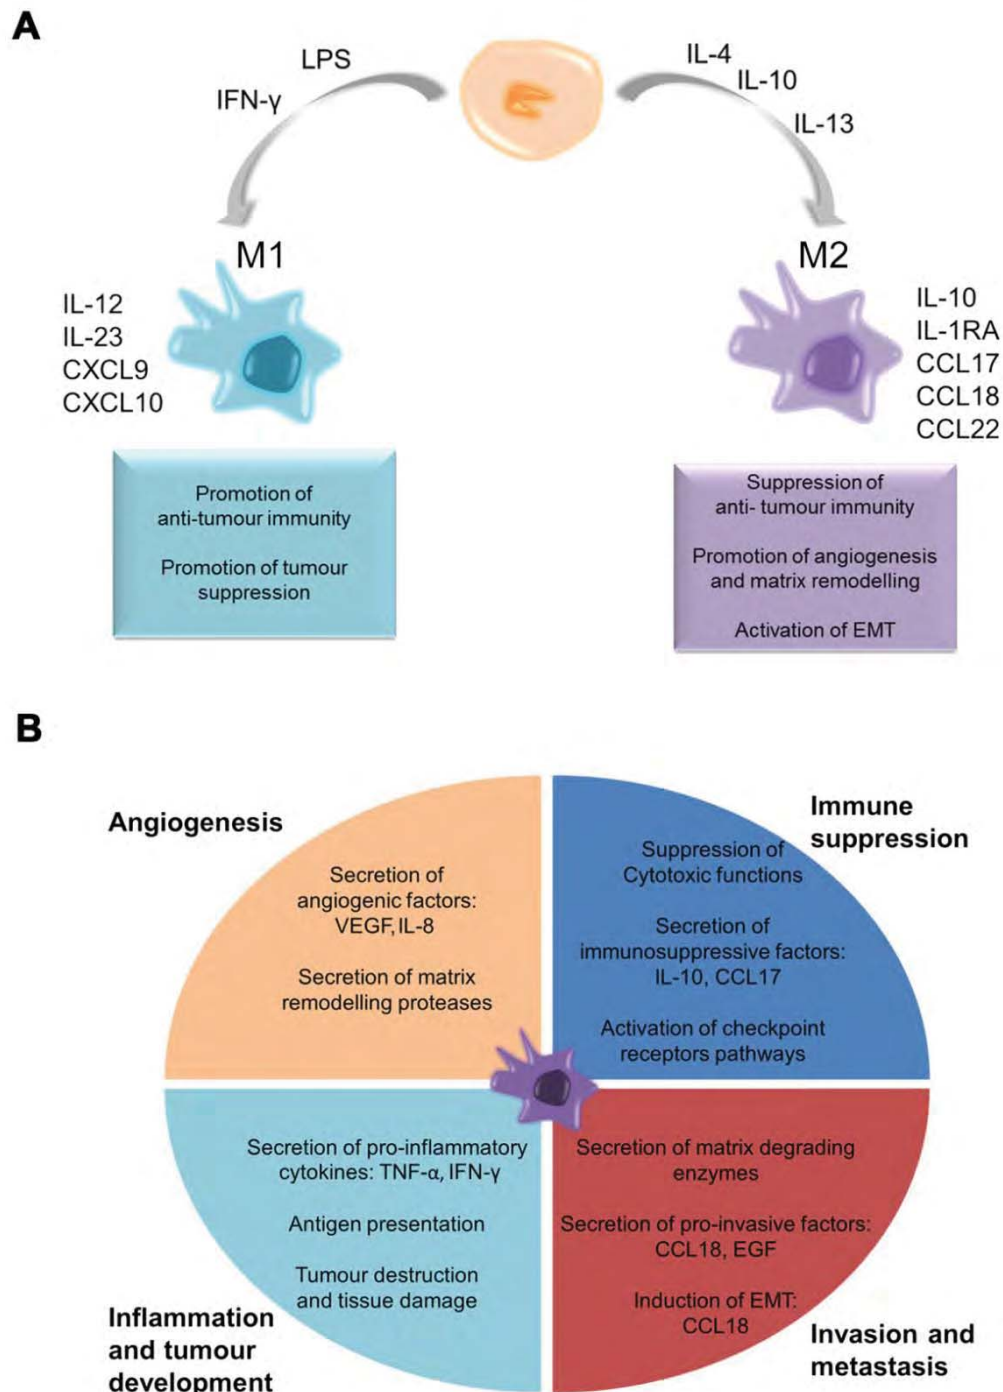 A
LPS
IFN-γ
IL-4
IL-10
IL-13
M1
IL-12
IL-23
CXCL9
CXCL10
Promotion of
anti-tumour immunity
Promotion of tumour
suppression
M2
IL-10
IL-1RA
CCL17
CCL18
CCL22
Suppression of
anti- tumour immunity
Promotion of angiogenesis
and matrix remodelling
Activation of EMT
B
Angiogenesis
Secretion of
angiogenic factors:
VEGF, IL-8
Secretion of matrix
remodelling proteases
Immune
suppression
Suppression of
Cytotoxic functions
Secretion of
immunosuppressive factors:
IL-10, CCL17
Activation of checkpoint
receptors pathways
Secretion of pro-inflammatory
cytokines: TNF-α, IFN-γ
Antigen presentation
Tumour destruction
and tissue damage
Inflammation
and tumour
development
Secretion of matrix degrading
enzymes
Secretion of pro-invasive factors:
CCL18, EGF
Induction of EMT:
CCL18
Invasion and
metastasis